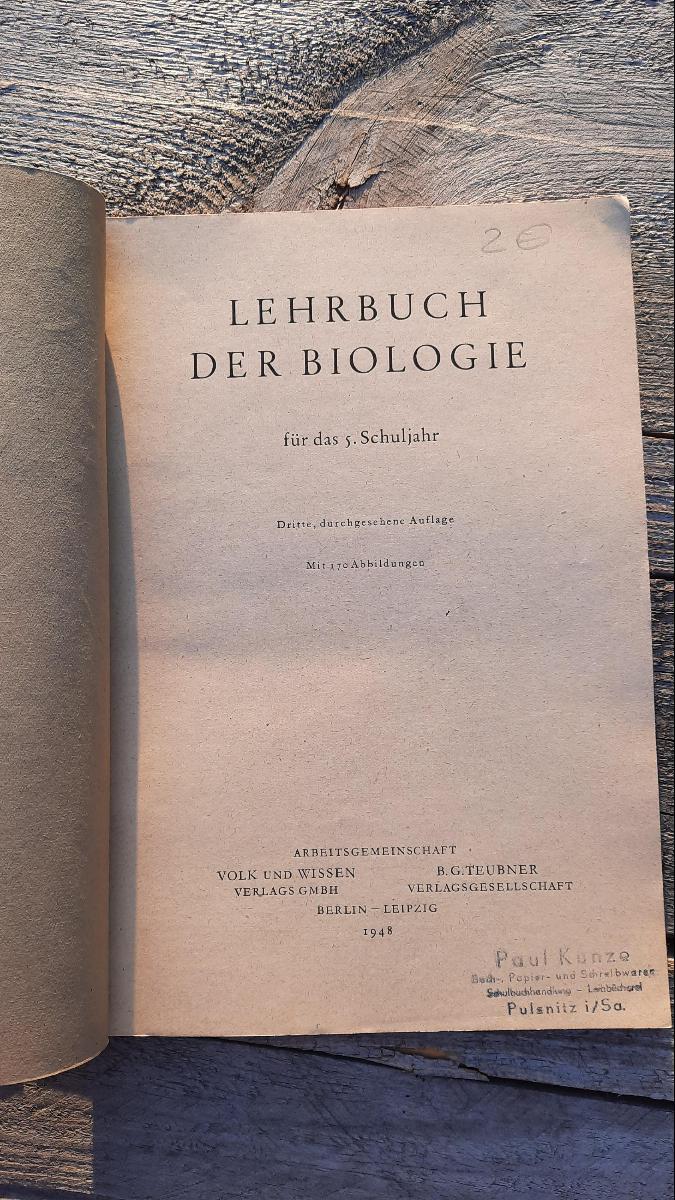 2€
LEHRBUCH
DER BIOLOGIE
für das 5. Schuljahr
Dritte, durchgesehene Auflage
Mit 170 Abbildungen
ARBEITSGEMEINSCHAFT
VOLK UND WISSEN
VERLAGS GMBH
B. G. TEUBNER
VERLAGSGESELLSCHAFT
BERLIN – LEIPZIG
1948
Paul Kunze
Buch-, Papier- und Schreibwaren
Schulbuchhandlung – Leihbücherei
Pulsnitz i/Sa.